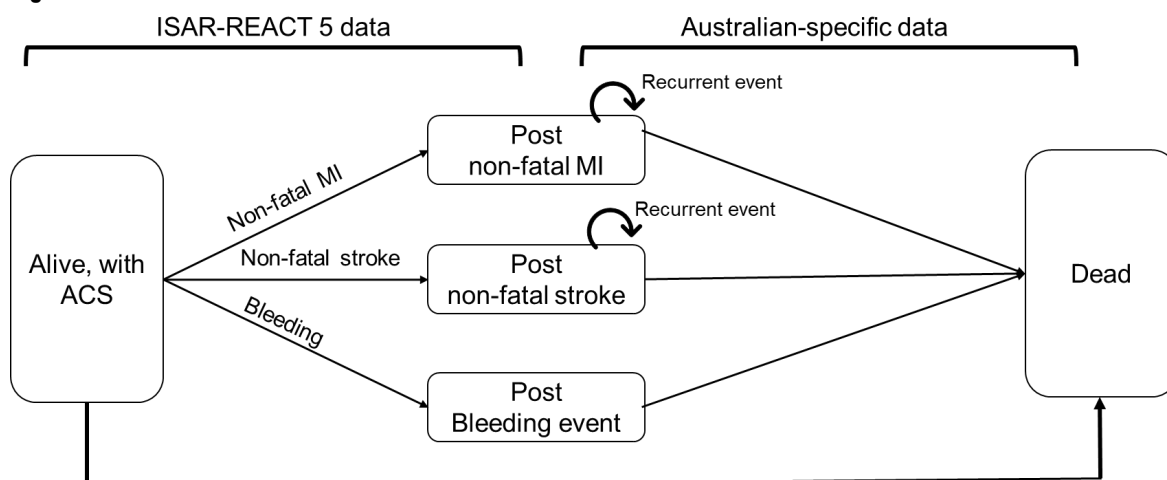 ISAR-REACT 5 data
Australian-specific data
Recurrent event
Post
non-fatal MI
Non-fatal MI
Recurrent event
Alive, with
ACS
Non-fatal stroke
Post
non-fatal stroke
Dead
Bleeding
Post
Bleeding event